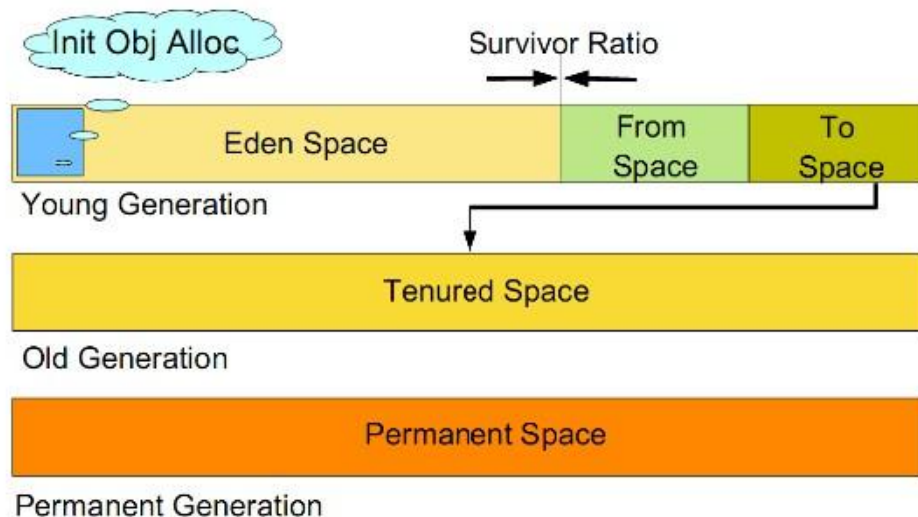 Init Obj Alloc
Survivor Ratio
Eden Space
From
Space
To
Space
Young Generation
Tenured Space
Old Generation
Permanent Space
Permanent Generation